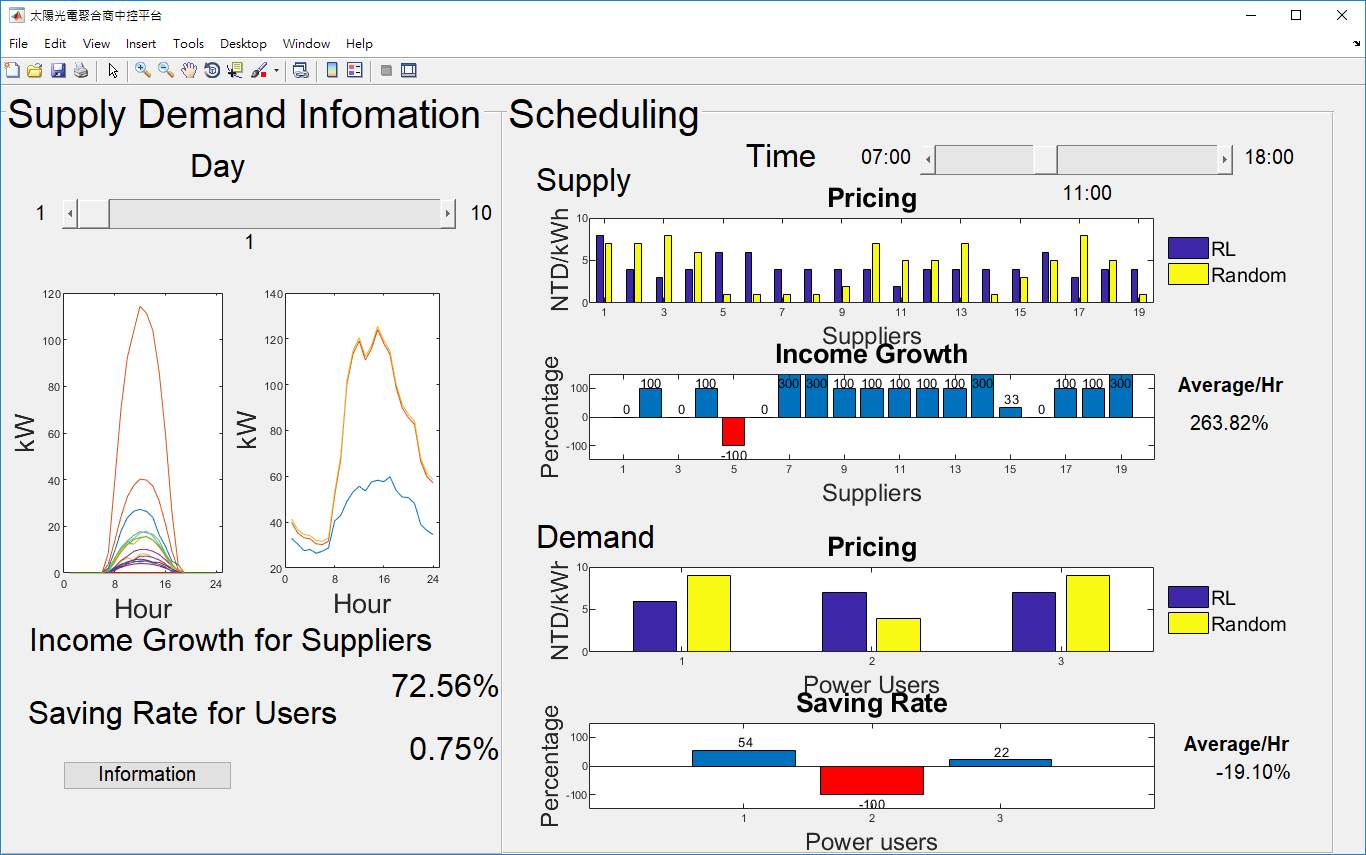 太陽光電聚合商中控平台
File Edit View Insert Tools Desktop Window Help
Supply Demand Infomation
Day
1 10
1
120
100
80
60
40
20
0
kW
0 8 16 24
Hour
140
120
100
80
60
40
20
kW
0 8 16 24
Hour
Income Growth for Suppliers
72.56%
Saving Rate for Users
0.75%
Information
Scheduling
Time 07:00 18:00
11:00
Supply
Pricing
NTD/kWh
10
5
0
1 3 5 7 9 11 13 15 17 19
Suppliers
RL
Random
Income Growth
Percentage
100
0
-100
0 100 0 100 -100 0 300 300 100 100 100 100 100 300 33 0 100 100 300
1 3 5 7 9 11 13 15 17 19
Suppliers
Average/Hr
263.82%
Demand
Pricing
NTD/kWh
10
5
0
1 2 3
Power Users
RL
Random
Saving Rate
Percentage
100
0
-100
54 -100 22
1 2 3
Power users
Average/Hr
-19.10%